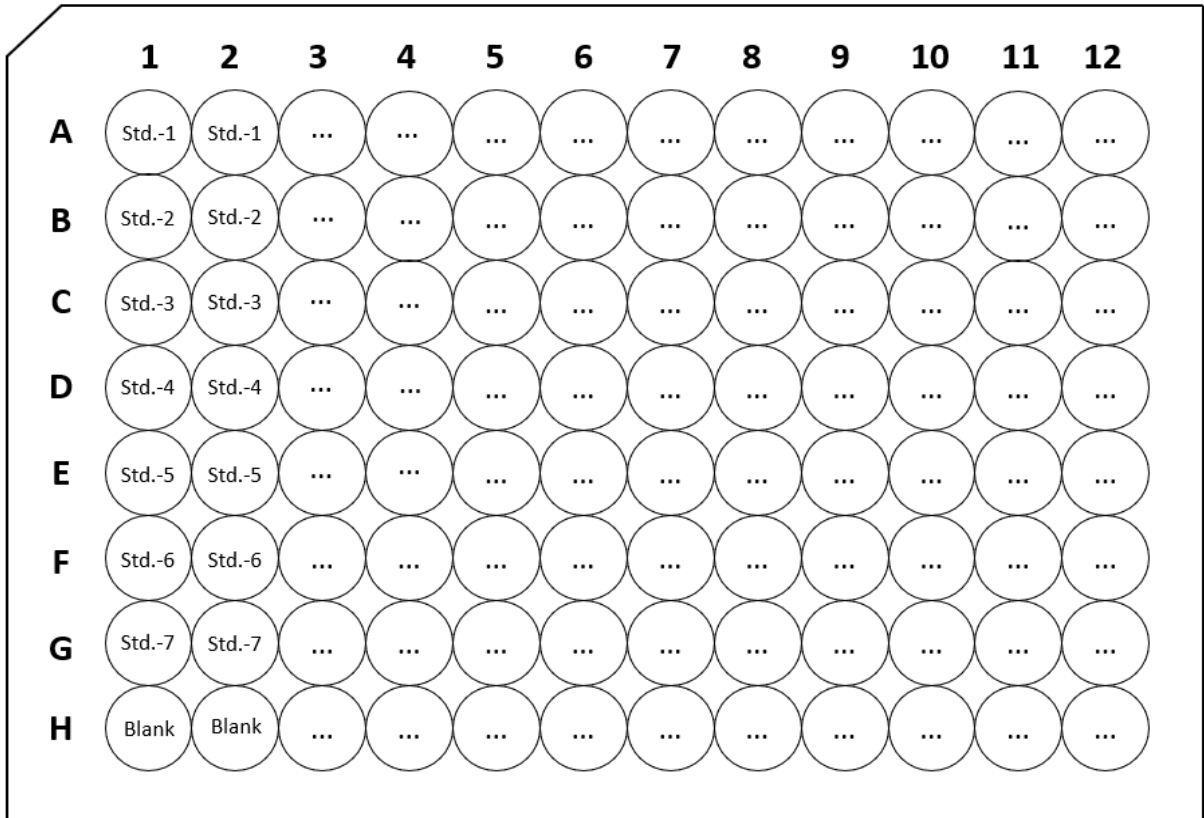 1 2 3 4 5 6 7 8 9 10 11 12
A Std.-1 Std.-1 ... ... ... ... ... ... ... ... ... ...
B Std.-2 Std.-2 ... ... ... ... ... ... ... ... ... ...
C Std.-3 Std.-3 ... ... ... ... ... ... ... ... ... ...
D Std.-4 Std.-4 ... ... ... ... ... ... ... ... ... ...
E Std.-5 Std.-5 ... ... ... ... ... ... ... ... ... ...
F Std.-6 Std.-6 ... ... ... ... ... ... ... ... ... ...
G Std.-7 Std.-7 ... ... ... ... ... ... ... ... ... ...
H Blank Blank ... ... ... ... ... ... ... ... ... ...